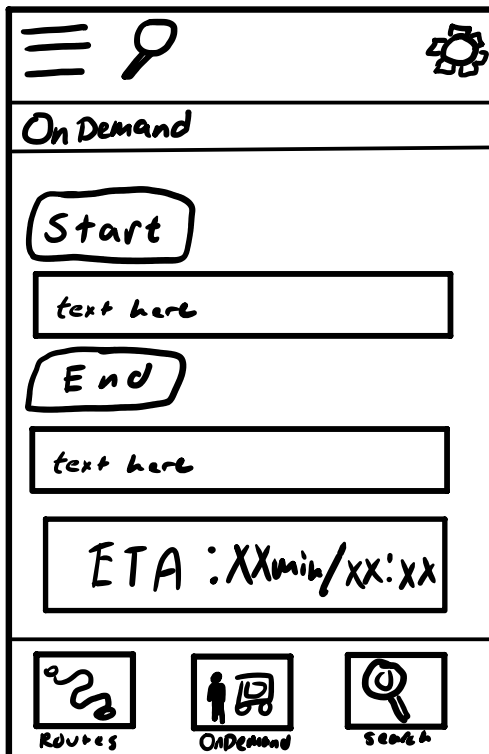 On Demand
Start
text here
End
text here
ETA : XXmin/xx:xx
Routes OnDemand Search